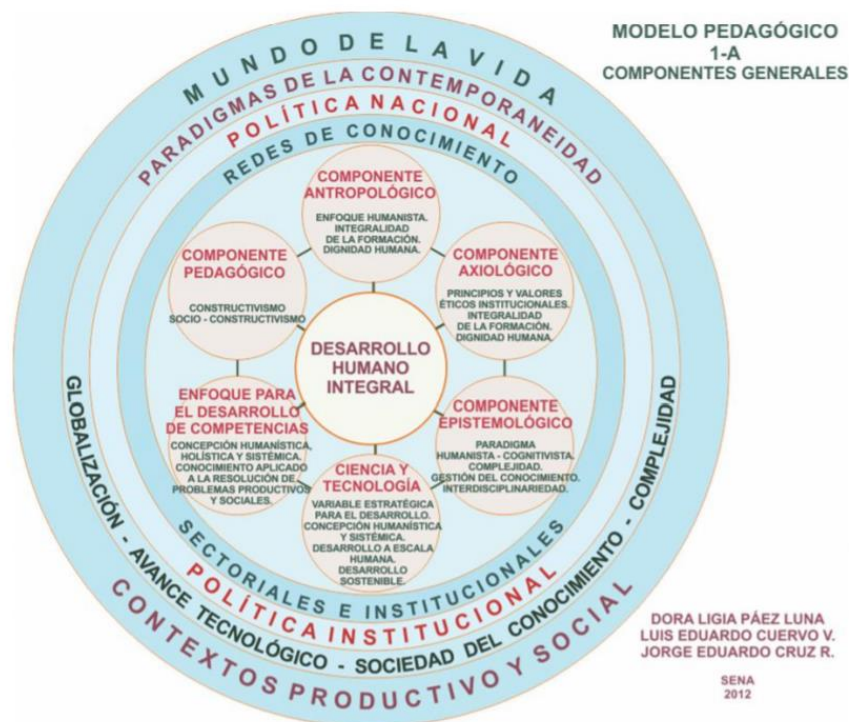 MODELO PEDAGÓGICO
1-A
COMPONENTES GENERALES
MUNDO DE LA VIDA
PARADIGMAS DE LA CONTEMPORANEIDAD
POLÍTICA NACIONAL
REDES DE CONOCIMIENTO
COMPONENTE
ANTROPOLÓGICO
ENFOQUE HUMANISTA.
INTEGRALIDAD
DE LA FORMACIÓN.
DIGNIDAD HUMANA.
COMPONENTE
PEDAGÓGICO
CONSTRUCTIVISMO
SOCIO - CONSTRUCTIVISMO
COMPONENTE
AXIOLÓGICO
PRINCIPIOS Y VALORES
ÉTICOS INSTITUCIONALES.
INTEGRALIDAD
DE LA FORMACIÓN.
DIGNIDAD HUMANA.
DESARROLLO
HUMANO
INTEGRAL
ENFOQUE PARA
EL DESARROLLO
DE COMPETENCIAS
CONCEPCIÓN HUMANÍSTICA,
HOLÍSTICA Y SISTÉMICA.
CONOCIMIENTO APLICADO
A LA RESOLUCIÓN DE
PROBLEMAS PRODUCTIVOS
Y SOCIALES.
COMPONENTE
EPISTEMOLÓGICO
PARADIGMA
HUMANISTA - COGNITIVISTA.
COMPLEJIDAD.
GESTIÓN DEL CONOCIMIENTO.
INTERDISCIPLINARIEDAD.
CIENCIA Y
TECNOLOGÍA
VARIABLE ESTRATÉGICA
PARA EL DESARROLLO.
CONCEPCIÓN HUMANÍSTICA
Y SISTÉMICA.
DESARROLLO A ESCALA
HUMANA.
DESARROLLO
SOSTENIBLE.
SECTORIALES E INSTITUCIONALES
POLÍTICA INSTITUCIONAL
GLOBALIZACIÓN - AVANCE TECNOLÓGICO - SOCIEDAD DEL CONOCIMIENTO - COMPLEJIDAD
CONTEXTOS PRODUCTIVO Y SOCIAL
DORA LIGIA PÁEZ LUNA
LUIS EDUARDO CUERVO V.
JORGE EDUARDO CRUZ R.
SENA
2012